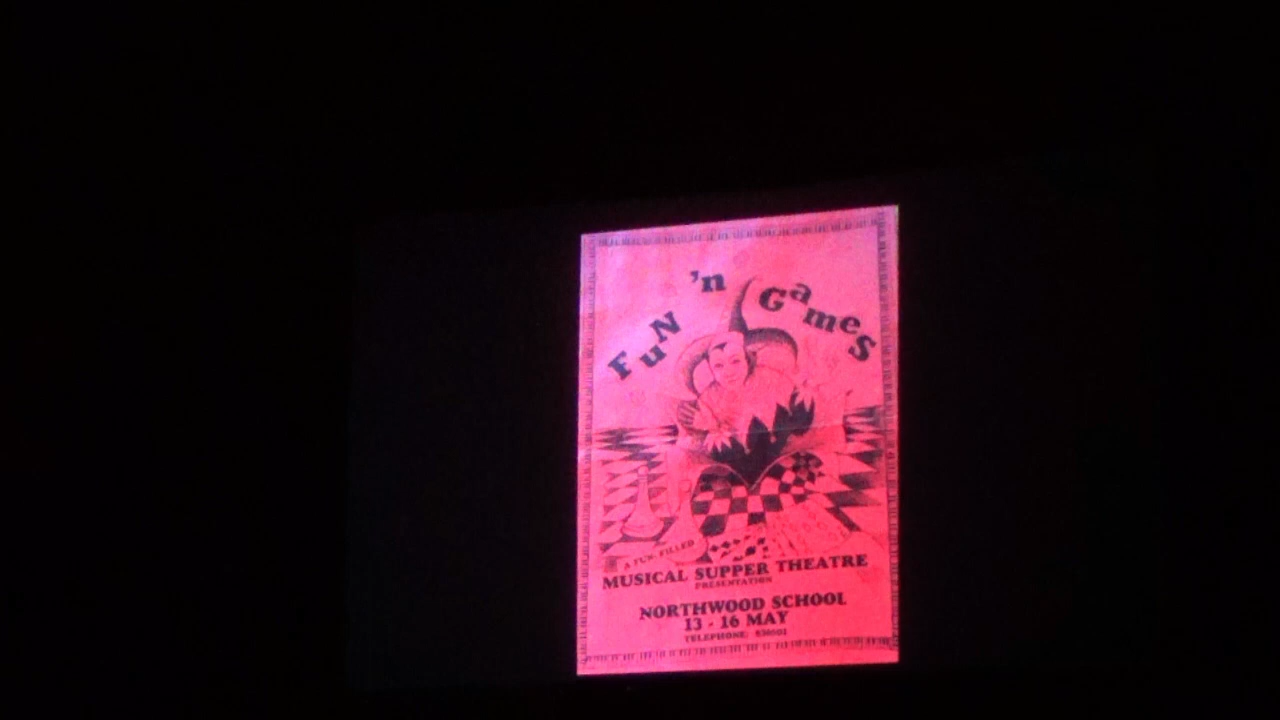 FuN 'n GameS
A FUN-FILLED
MUSICAL SUPPER THEATRE
PRESENTATION
NORTHWOOD SCHOOL
13 - 16 MAY
TELEPHONE: